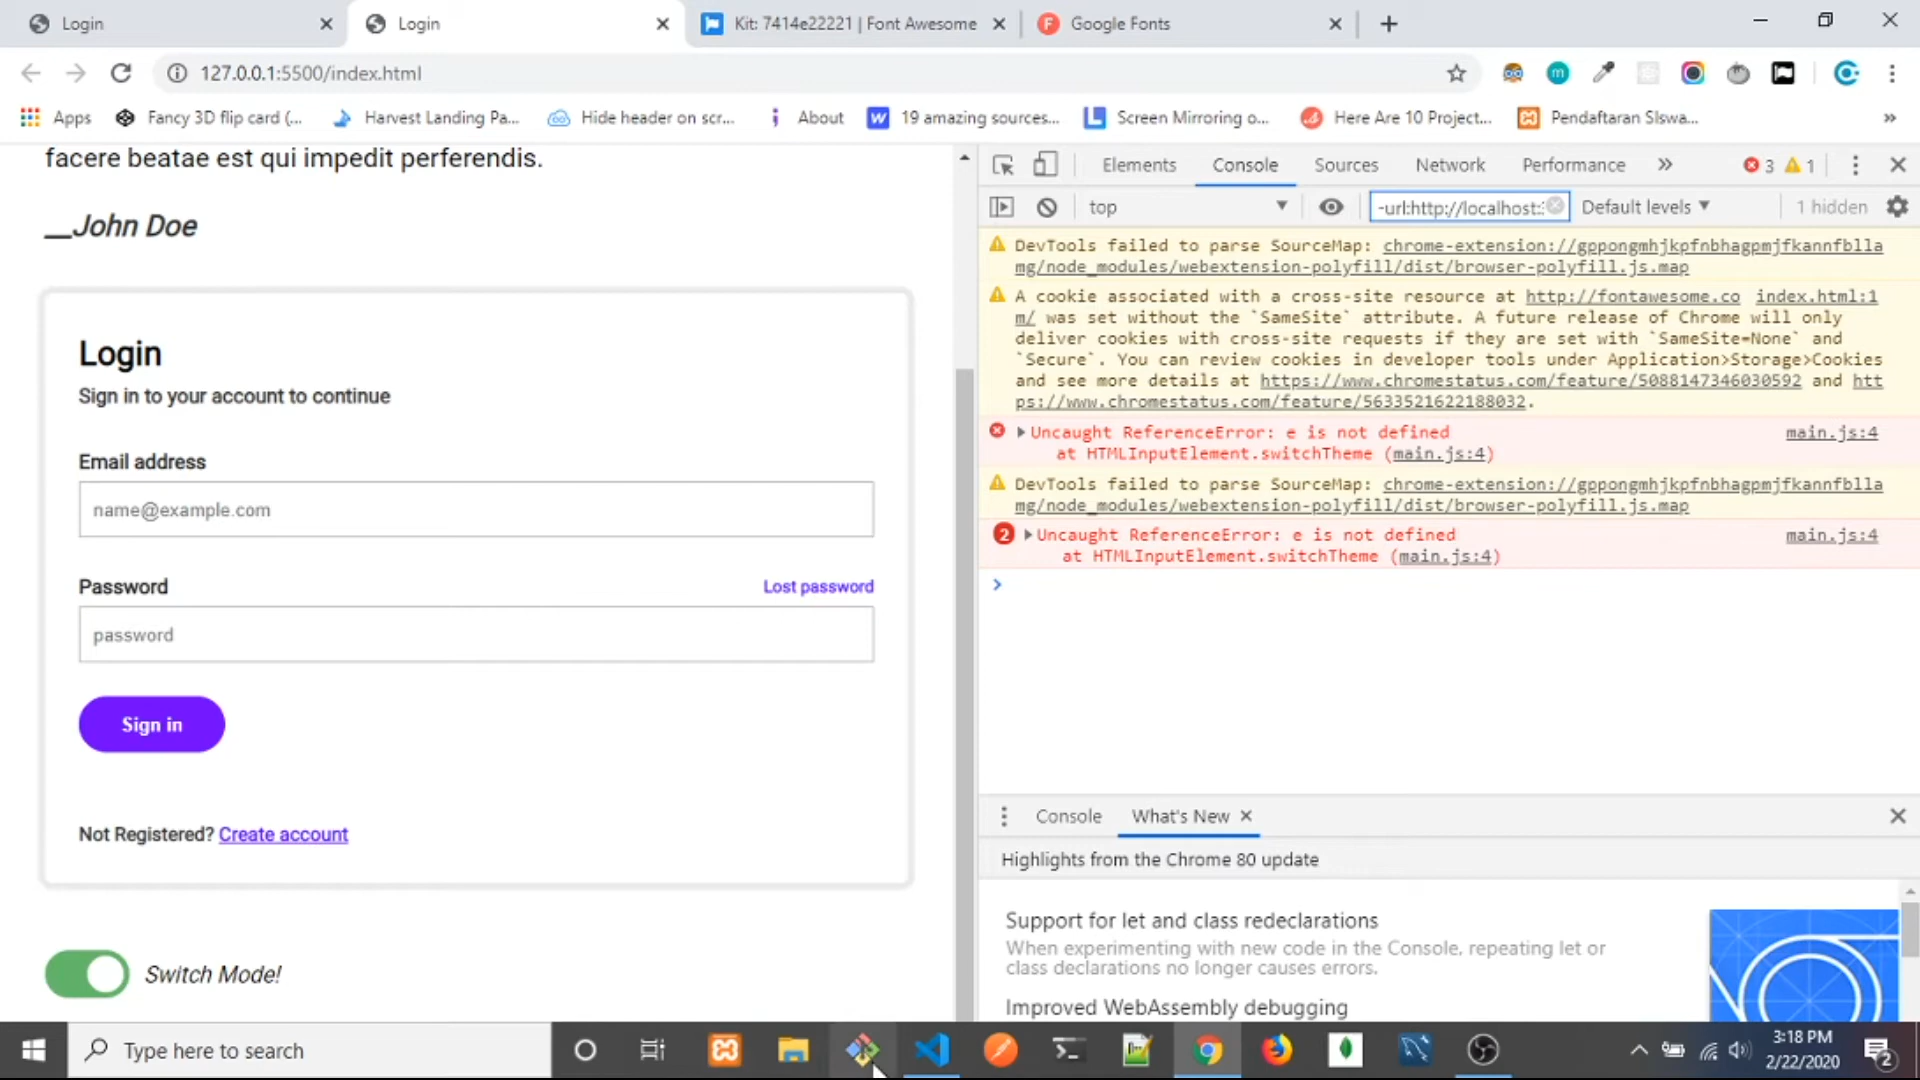 Login
Login
Kit: 7414e22221 | Font Awesome
Google Fonts
127.0.0.1:5500/index.html
Apps
Fancy 3D flip card (...
Harvest Landing Pa...
Hide header on scr...
About
19 amazing sources...
Screen Mirroring o...
Here Are 10 Project...
Pendaftaran SIswa...
»
facere beatae est qui impedit perferendis.
__John Doe
Login
Sign in to your account to continue
Email address
name@example.com
Password
Lost password
password
Sign in
Not Registered? Create account
Switch Mode!
Elements
Console
Sources
Network
Performance
»
3
1
top
-url:http://localhost:
Default levels
1 hidden
DevTools failed to parse SourceMap: chrome-extension://gppongmhjkpfnbhagpmjfkannfblla
mg/node_modules/webextension-polyfill/dist/browser-polyfill.js.map
A cookie associated with a cross-site resource at http://fontawesome.co index.html:1
m/ was set without the `SameSite` attribute. A future release of Chrome will only
deliver cookies with cross-site requests if they are set with `SameSite=None` and
`Secure`. You can review cookies in developer tools under Application>Storage>Cookies
and see more details at https://www.chromestatus.com/feature/5088147346030592 and htt
ps://www.chromestatus.com/feature/5633521622188032.
Uncaught ReferenceError: e is not defined main.js:4
at HTMLInputElement.switchTheme (main.js:4)
DevTools failed to parse SourceMap: chrome-extension://gppongmhjkpfnbhagpmjfkannfblla
mg/node_modules/webextension-polyfill/dist/browser-polyfill.js.map
2 Uncaught ReferenceError: e is not defined main.js:4
at HTMLInputElement.switchTheme (main.js:4)
Console
What's New
Highlights from the Chrome 80 update
Support for let and class redeclarations
When experimenting with new code in the Console, repeating let or
class declarations no longer causes errors.
Improved WebAssembly debugging
Type here to search
3:18 PM
2/22/2020
2